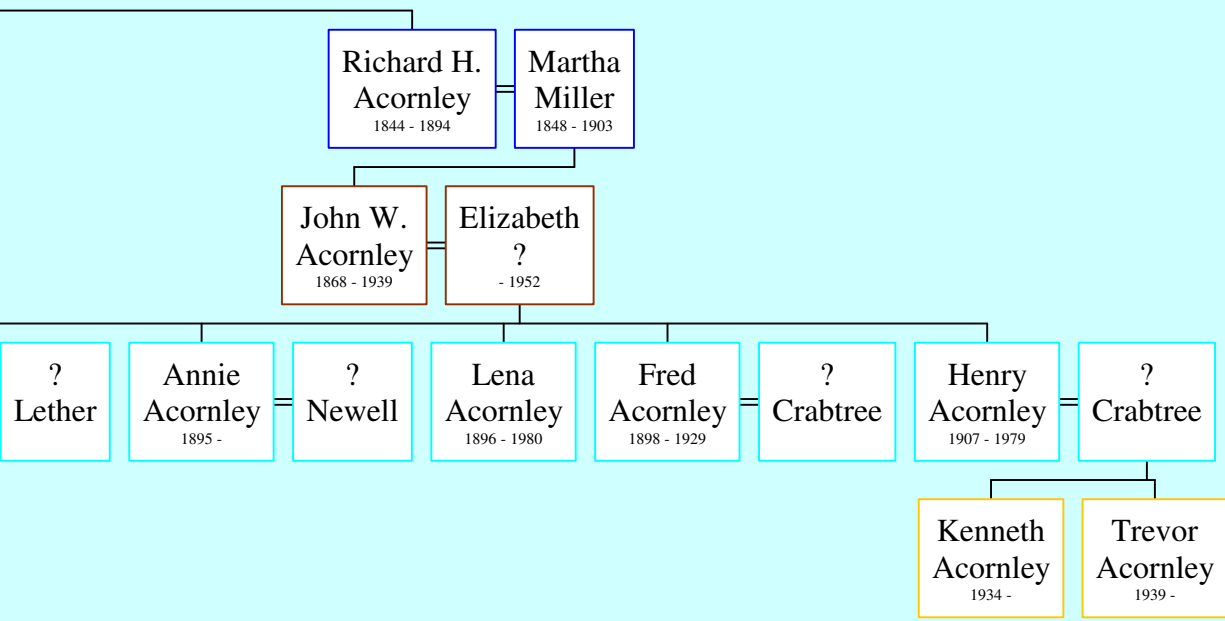 Richard H.
Acornley
1844 - 1894
Martha
Miller
1848 - 1903
John W.
Acornley
1868 - 1939
Elizabeth
?
- 1952
?
Lether
Annie
Acornley
1895 -
?
Newell
Lena
Acornley
1896 - 1980
Fred
Acornley
1898 - 1929
?
Crabtree
Henry
Acornley
1907 - 1979
?
Crabtree
Kenneth
Acornley
1934 -
Trevor
Acornley
1939 -